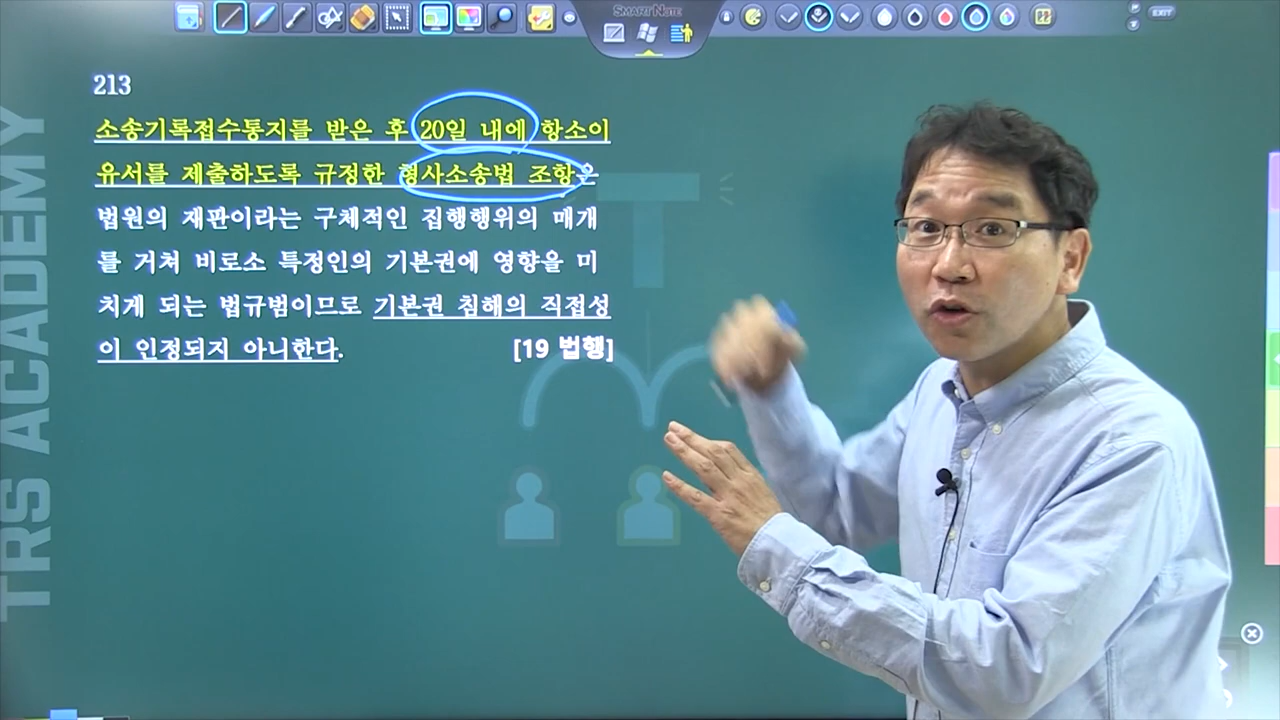 SMART NOTE
EXIT
213
소송기록접수통지를 받은 후 20일 내에 항소이
유서를 제출하도록 규정한 형사소송법 조항은
법원의 재판이라는 구체적인 집행행위의 매개
를 거쳐 비로소 특정인의 기본권에 영향을 미
치게 되는 법규범이므로 기본권 침해의 직접성
이 인정되지 아니한다.
[19 법행]
TRS ACADEMY